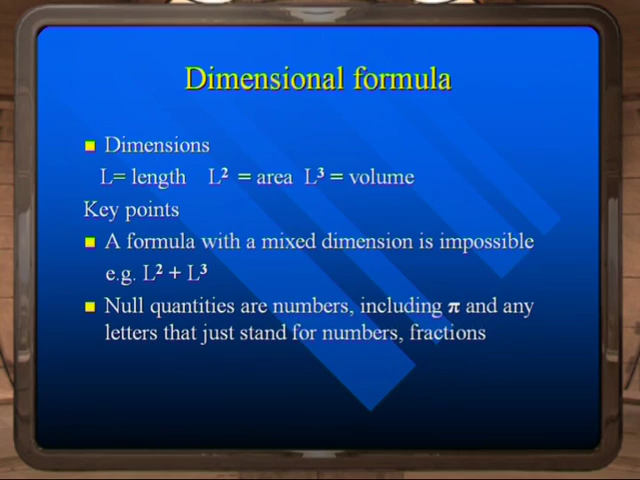 Dimensional formula
Dimensions
L= length L² = area L³ = volume
Key points
A formula with a mixed dimension is impossible
e.g. L² + L³
Null quantities are numbers, including π and any
letters that just stand for numbers, fractions